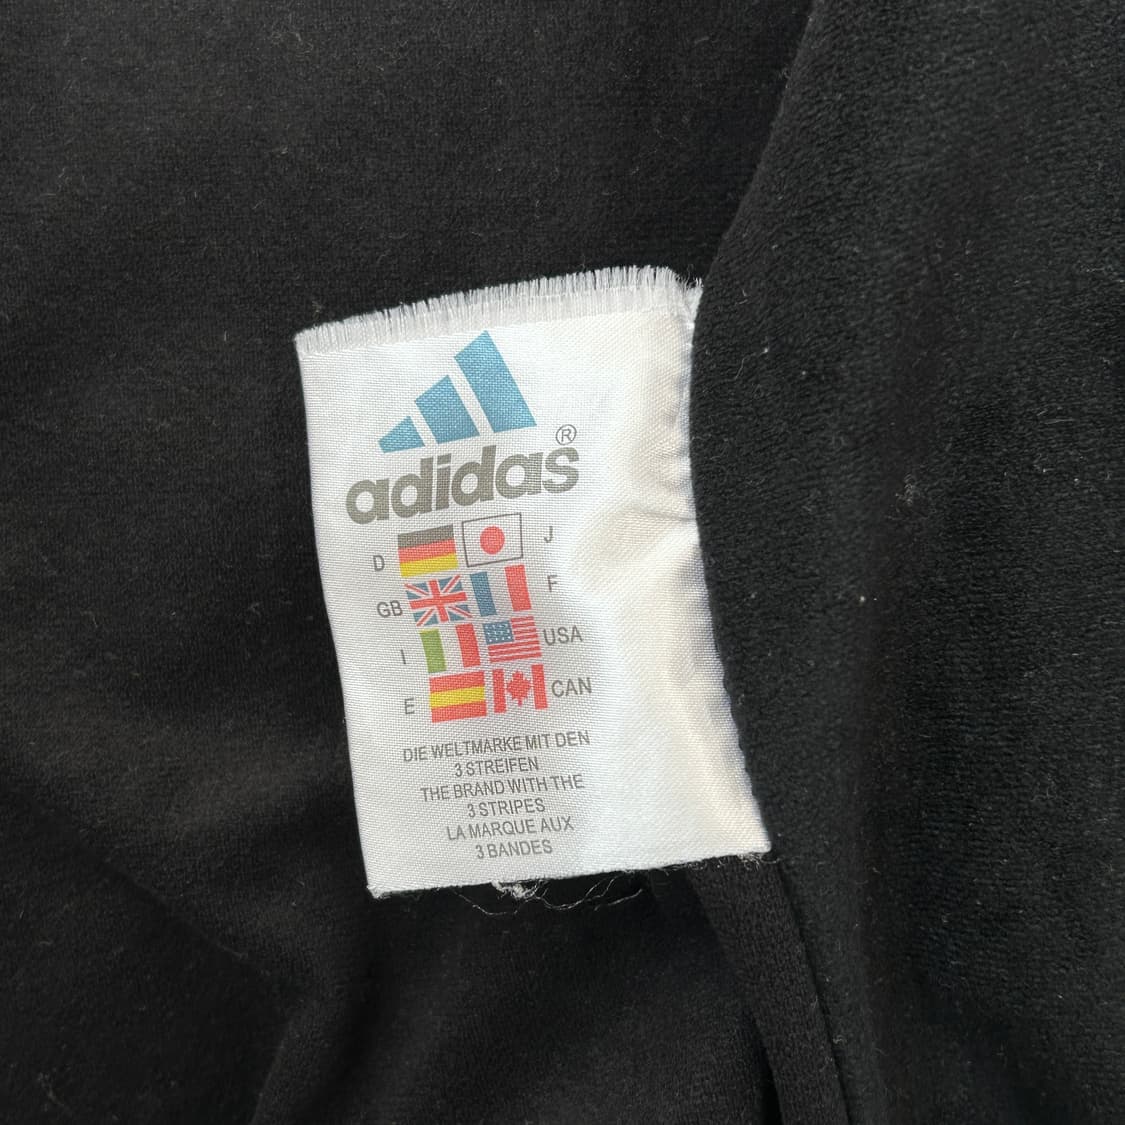 adidas®
D J
GB F
I USA
E CAN
DIE WELTMARKE MIT DEN
3 STREIFEN
THE BRAND WITH THE
3 STRIPES
LA MARQUE AUX
3 BANDES